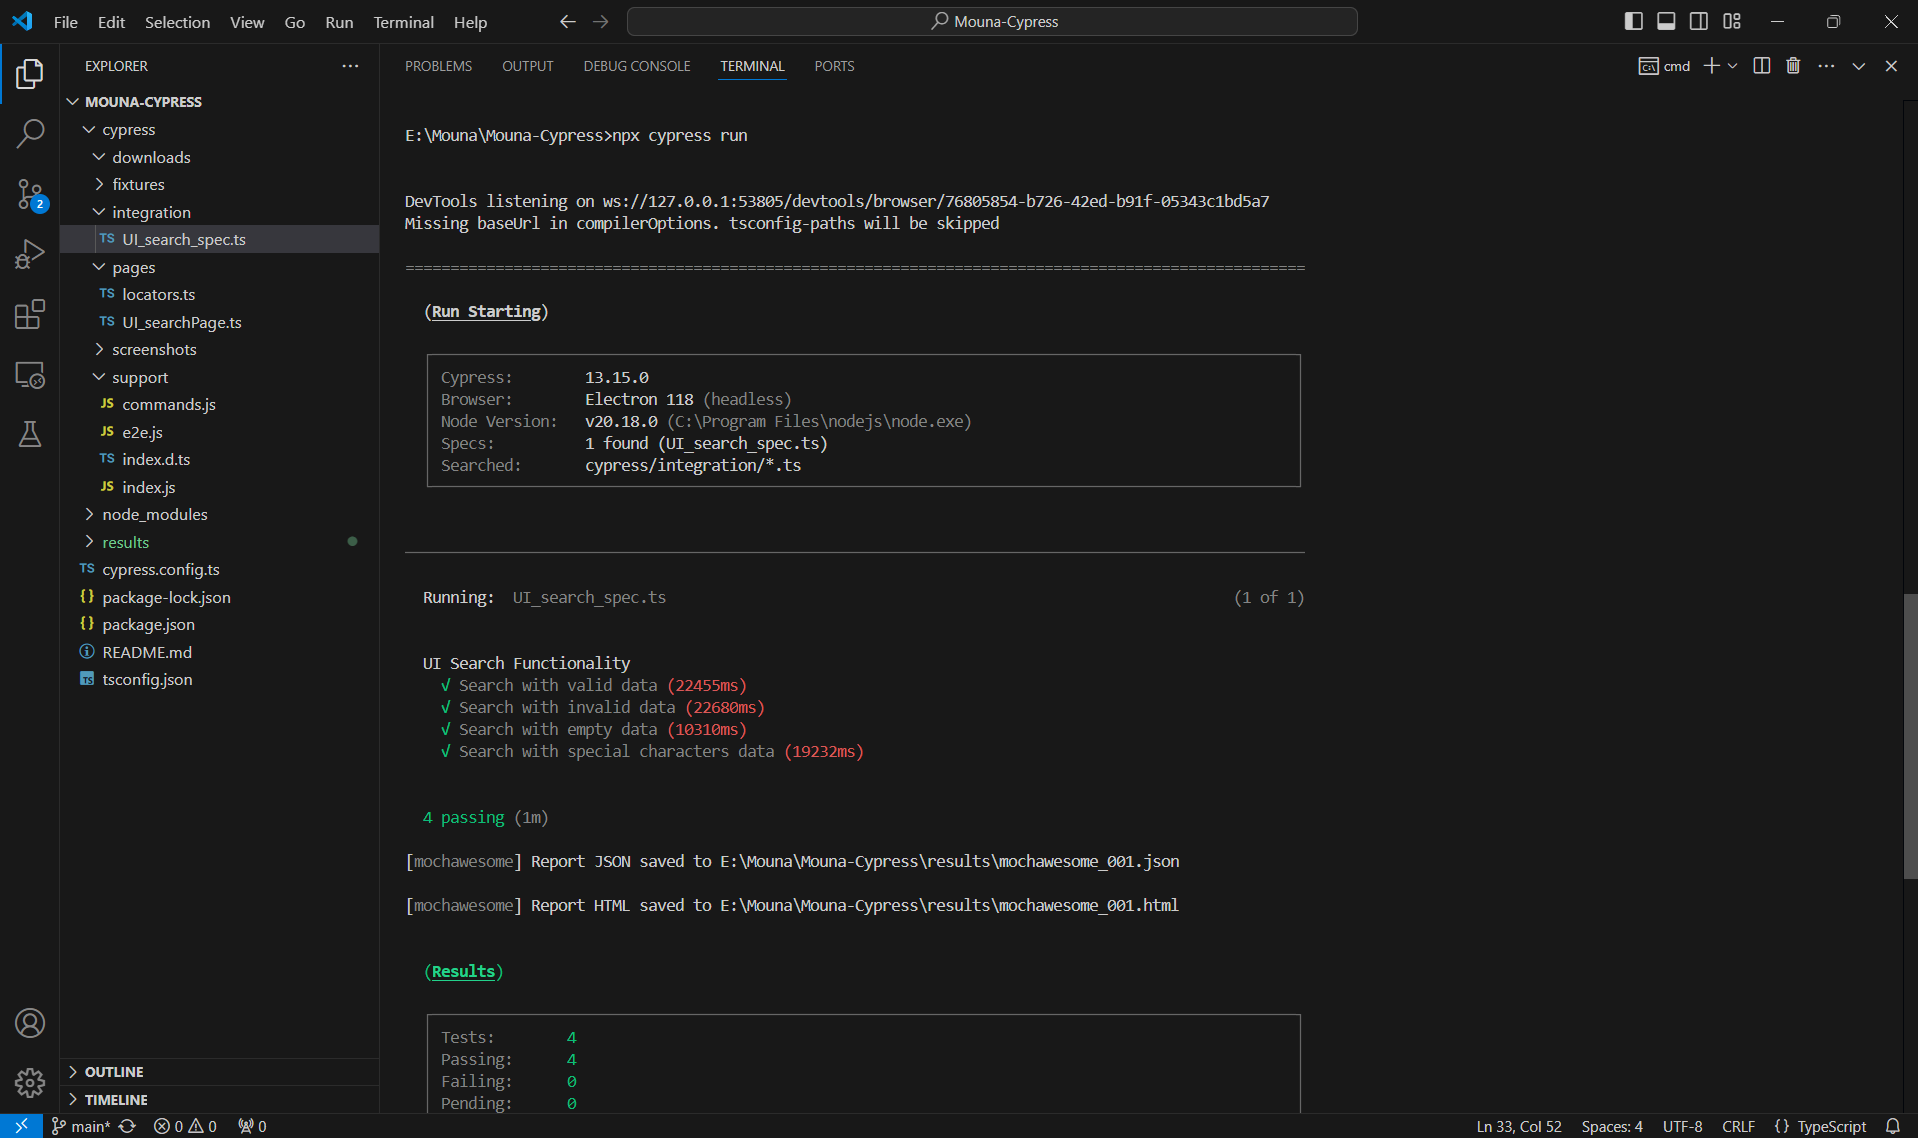 File Edit Selection View Go Run Terminal Help
Mouna-Cypress
EXPLORER
MOUNA-CYPRESS
cypress
downloads
fixtures
integration
TS UI_search_spec.ts
pages
TS locators.ts
TS UI_searchPage.ts
screenshots
support
JS commands.js
JS e2e.js
TS index.d.ts
JS index.js
node_modules
results
TS cypress.config.ts
{} package-lock.json
{} package.json
README.md
TS tsconfig.json
OUTLINE
TIMELINE
2
PROBLEMS OUTPUT DEBUG CONSOLE TERMINAL PORTS
cmd
E:\Mouna\Mouna-Cypress>npx cypress run
DevTools listening on ws://127.0.0.1:53805/devtools/browser/76805854-b726-42ed-b91f-05343c1bd5a7
Missing baseUrl in compilerOptions. tsconfig-paths will be skipped
====================================================================================================
(Run Starting)
Cypress: 13.15.0
Browser: Electron 118 (headless)
Node Version: v20.18.0 (C:\Program Files\nodejs\node.exe)
Specs: 1 found (UI_search_spec.ts)
Searched: cypress/integration/*.ts
Running: UI_search_spec.ts (1 of 1)
UI Search Functionality
√ Search with valid data (22455ms)
√ Search with invalid data (22680ms)
√ Search with empty data (10310ms)
√ Search with special characters data (19232ms)
4 passing (1m)
[mochawesome] Report JSON saved to E:\Mouna\Mouna-Cypress\results\mochawesome_001.json
[mochawesome] Report HTML saved to E:\Mouna\Mouna-Cypress\results\mochawesome_001.html
(Results)
Tests: 4
Passing: 4
Failing: 0
Pending: 0
main* 0 0 0
Ln 33, Col 52 Spaces: 4 UTF-8 CRLF {} TypeScript